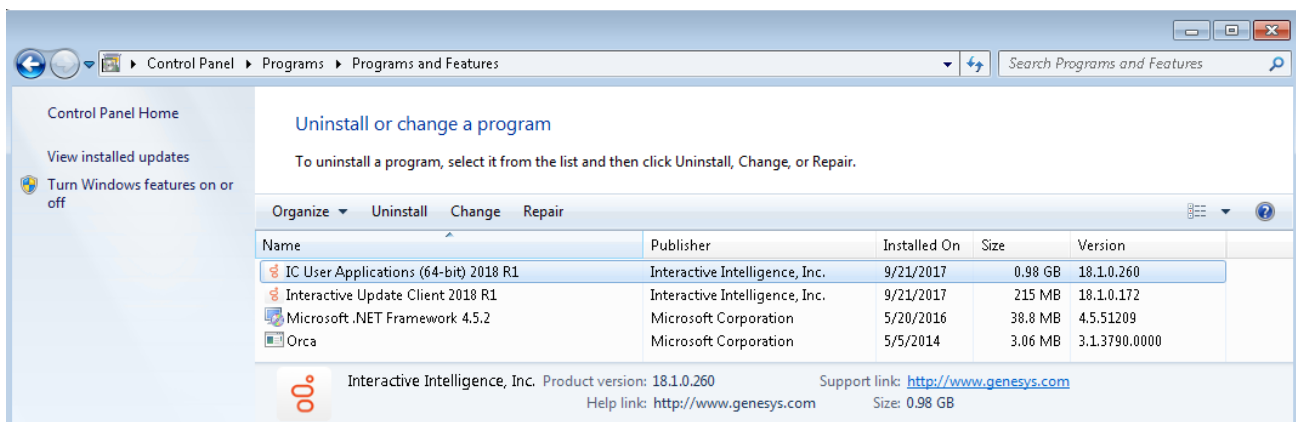 Control Panel Programs Programs and Features Search Programs and Features
Control Panel Home
View installed updates
Turn Windows features on or
off
Uninstall or change a program
To uninstall a program, select it from the list and then click Uninstall, Change, or Repair.
Organize Uninstall Change Repair
Name Publisher Installed On Size Version
IC User Applications (64-bit) 2018 R1 Interactive Intelligence, Inc. 9/21/2017 0.98 GB 18.1.0.260
Interactive Update Client 2018 R1 Interactive Intelligence, Inc. 9/21/2017 215 MB 18.1.0.172
Microsoft .NET Framework 4.5.2 Microsoft Corporation 5/20/2016 38.8 MB 4.5.51209
Orca Microsoft Corporation 5/5/2014 3.06 MB 3.1.3790.0000
Interactive Intelligence, Inc. Product version: 18.1.0.260 Support link: http://www.genesys.com
Help link: http://www.genesys.com Size: 0.98 GB